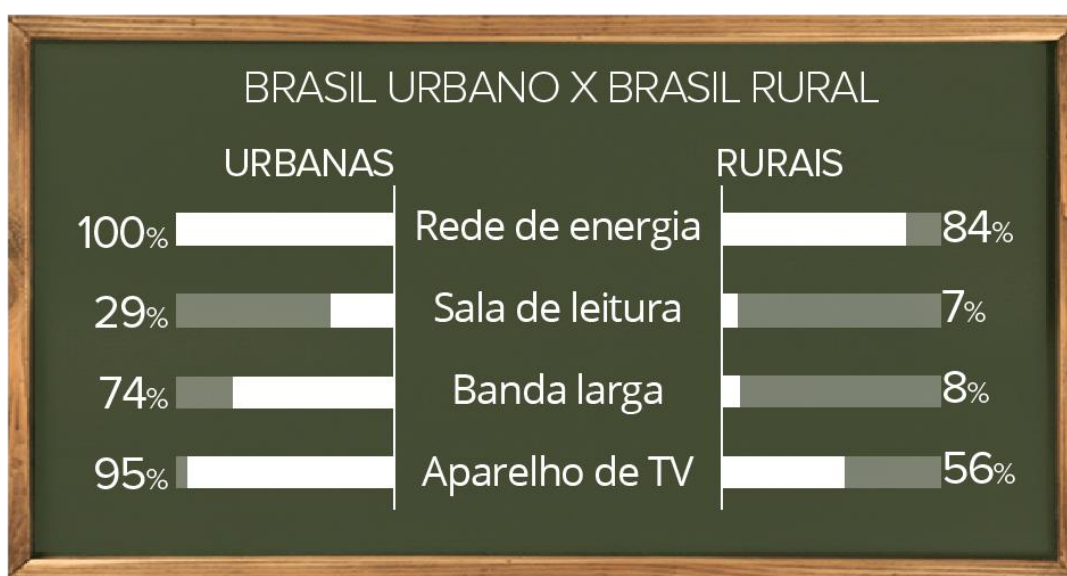 BRASIL URBANO X BRASIL RURAL
URBANAS RURAIS
100% Rede de energia 84%
29% Sala de leitura 7%
74% Banda larga 8%
95% Aparelho de TV 56%